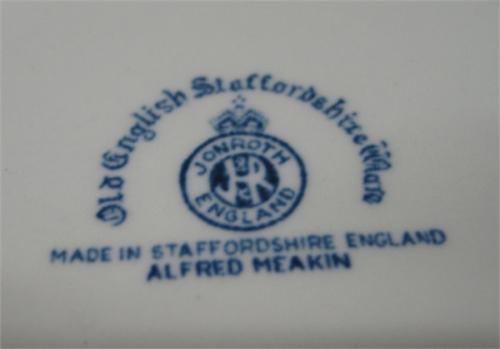 Old English Staffordshire Ware
JONROTH
JR
ENGLAND
MADE IN STAFFORDSHIRE ENGLAND
ALFRED MEAKIN